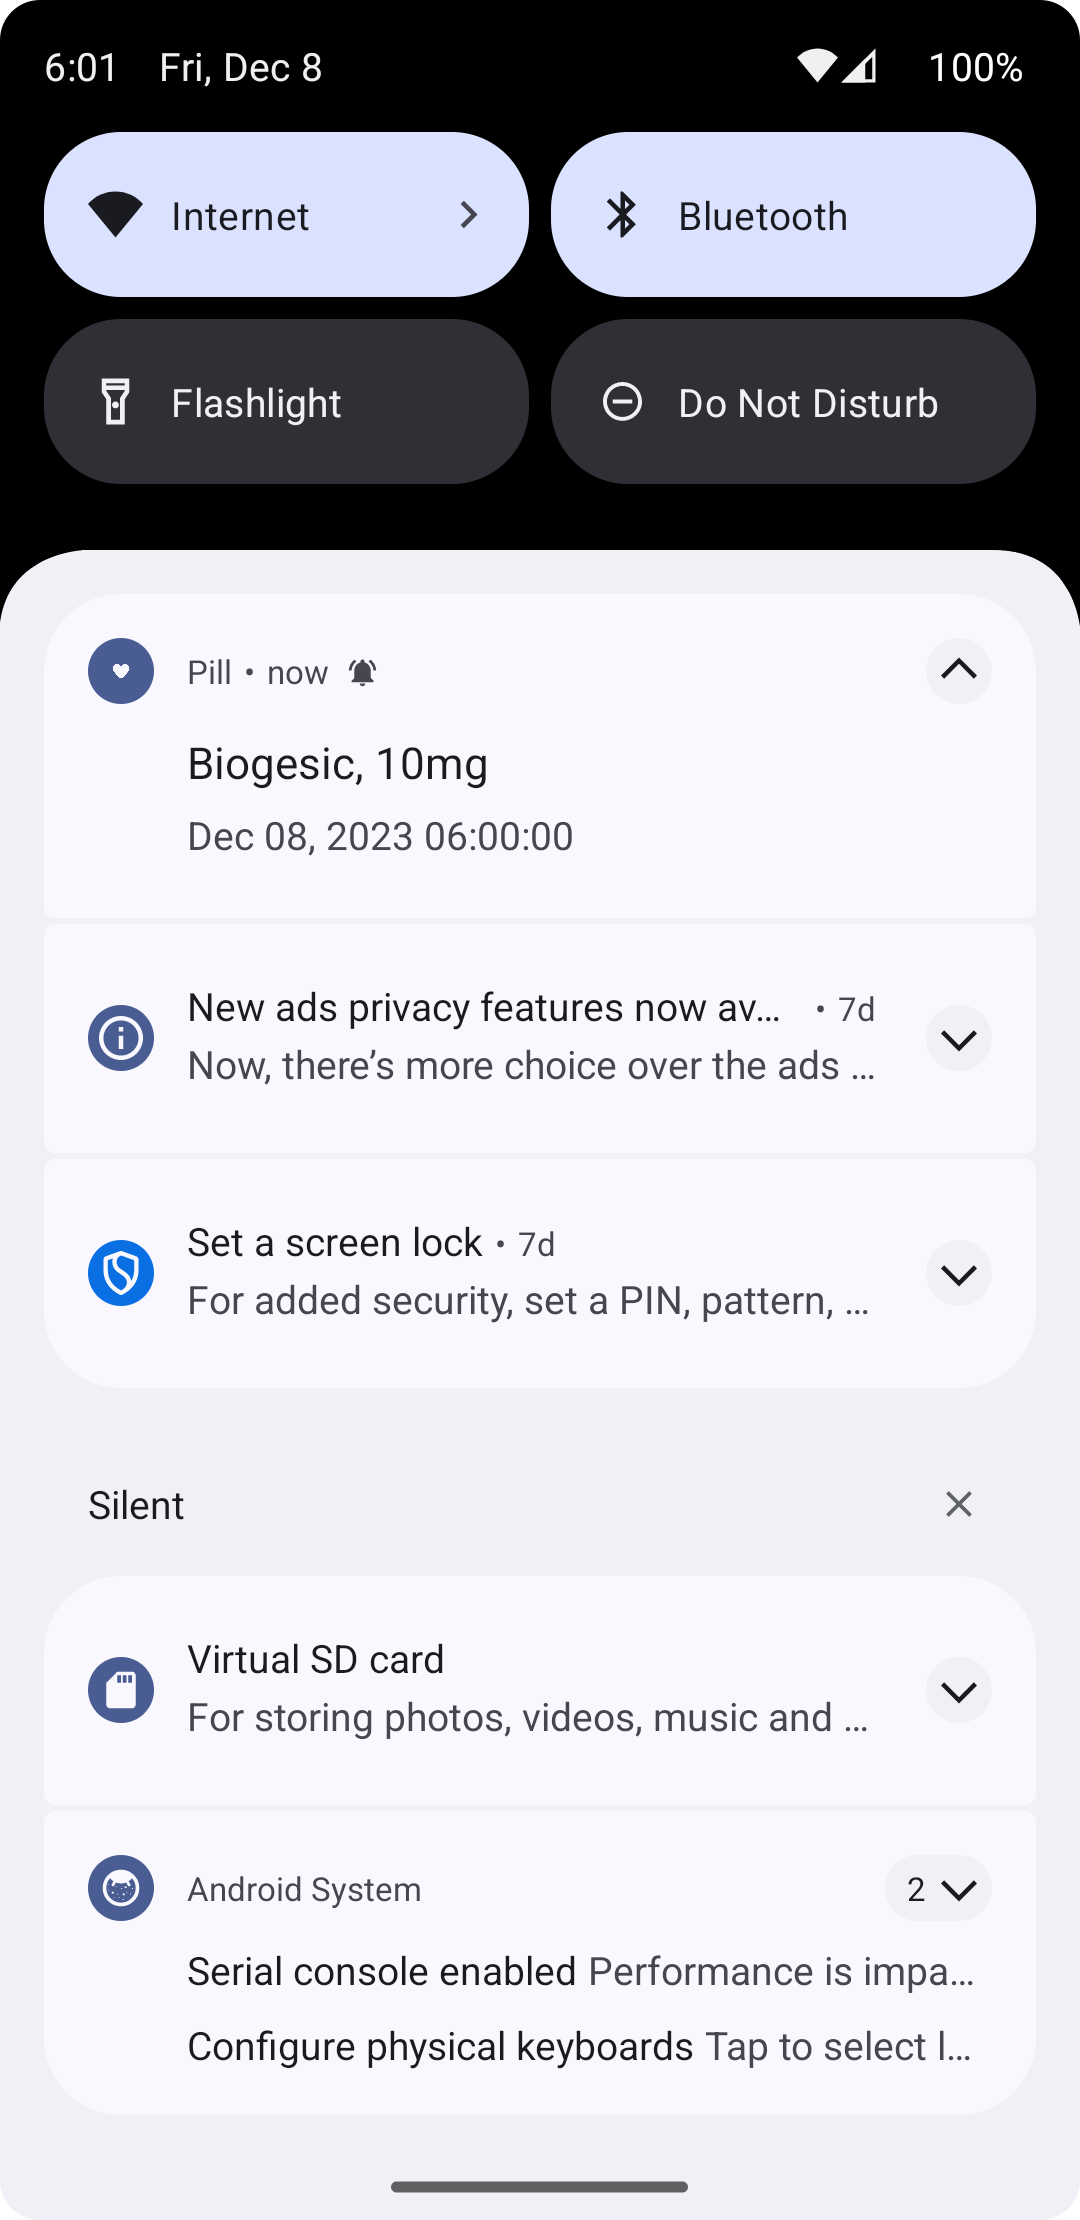 6:01 Fri, Dec 8 100%
Internet
Bluetooth
Flashlight
Do Not Disturb
Pill • now
Biogesic, 10mg
Dec 08, 2023 06:00:00
New ads privacy features now av... • 7d
Now, there’s more choice over the ads ...
Set a screen lock • 7d
For added security, set a PIN, pattern, ...
Silent
Virtual SD card
For storing photos, videos, music and ...
Android System 2
Serial console enabled Performance is impa...
Configure physical keyboards Tap to select l...